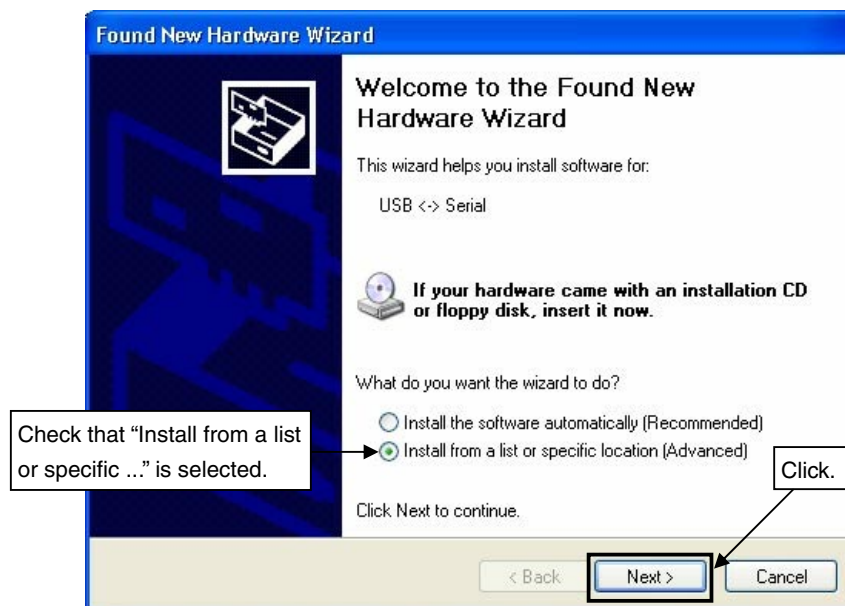 Found New Hardware Wizard
Welcome to the Found New
Hardware Wizard
This wizard helps you install software for:
USB <-> Serial
If your hardware came with an installation CD
or floppy disk, insert it now.
What do you want the wizard to do?
Install the software automatically (Recommended)
Install from a list or specific location (Advanced)
Check that “Install from a list
or specific ...” is selected.
Click.
Click Next to continue.
< Back
Next >
Cancel